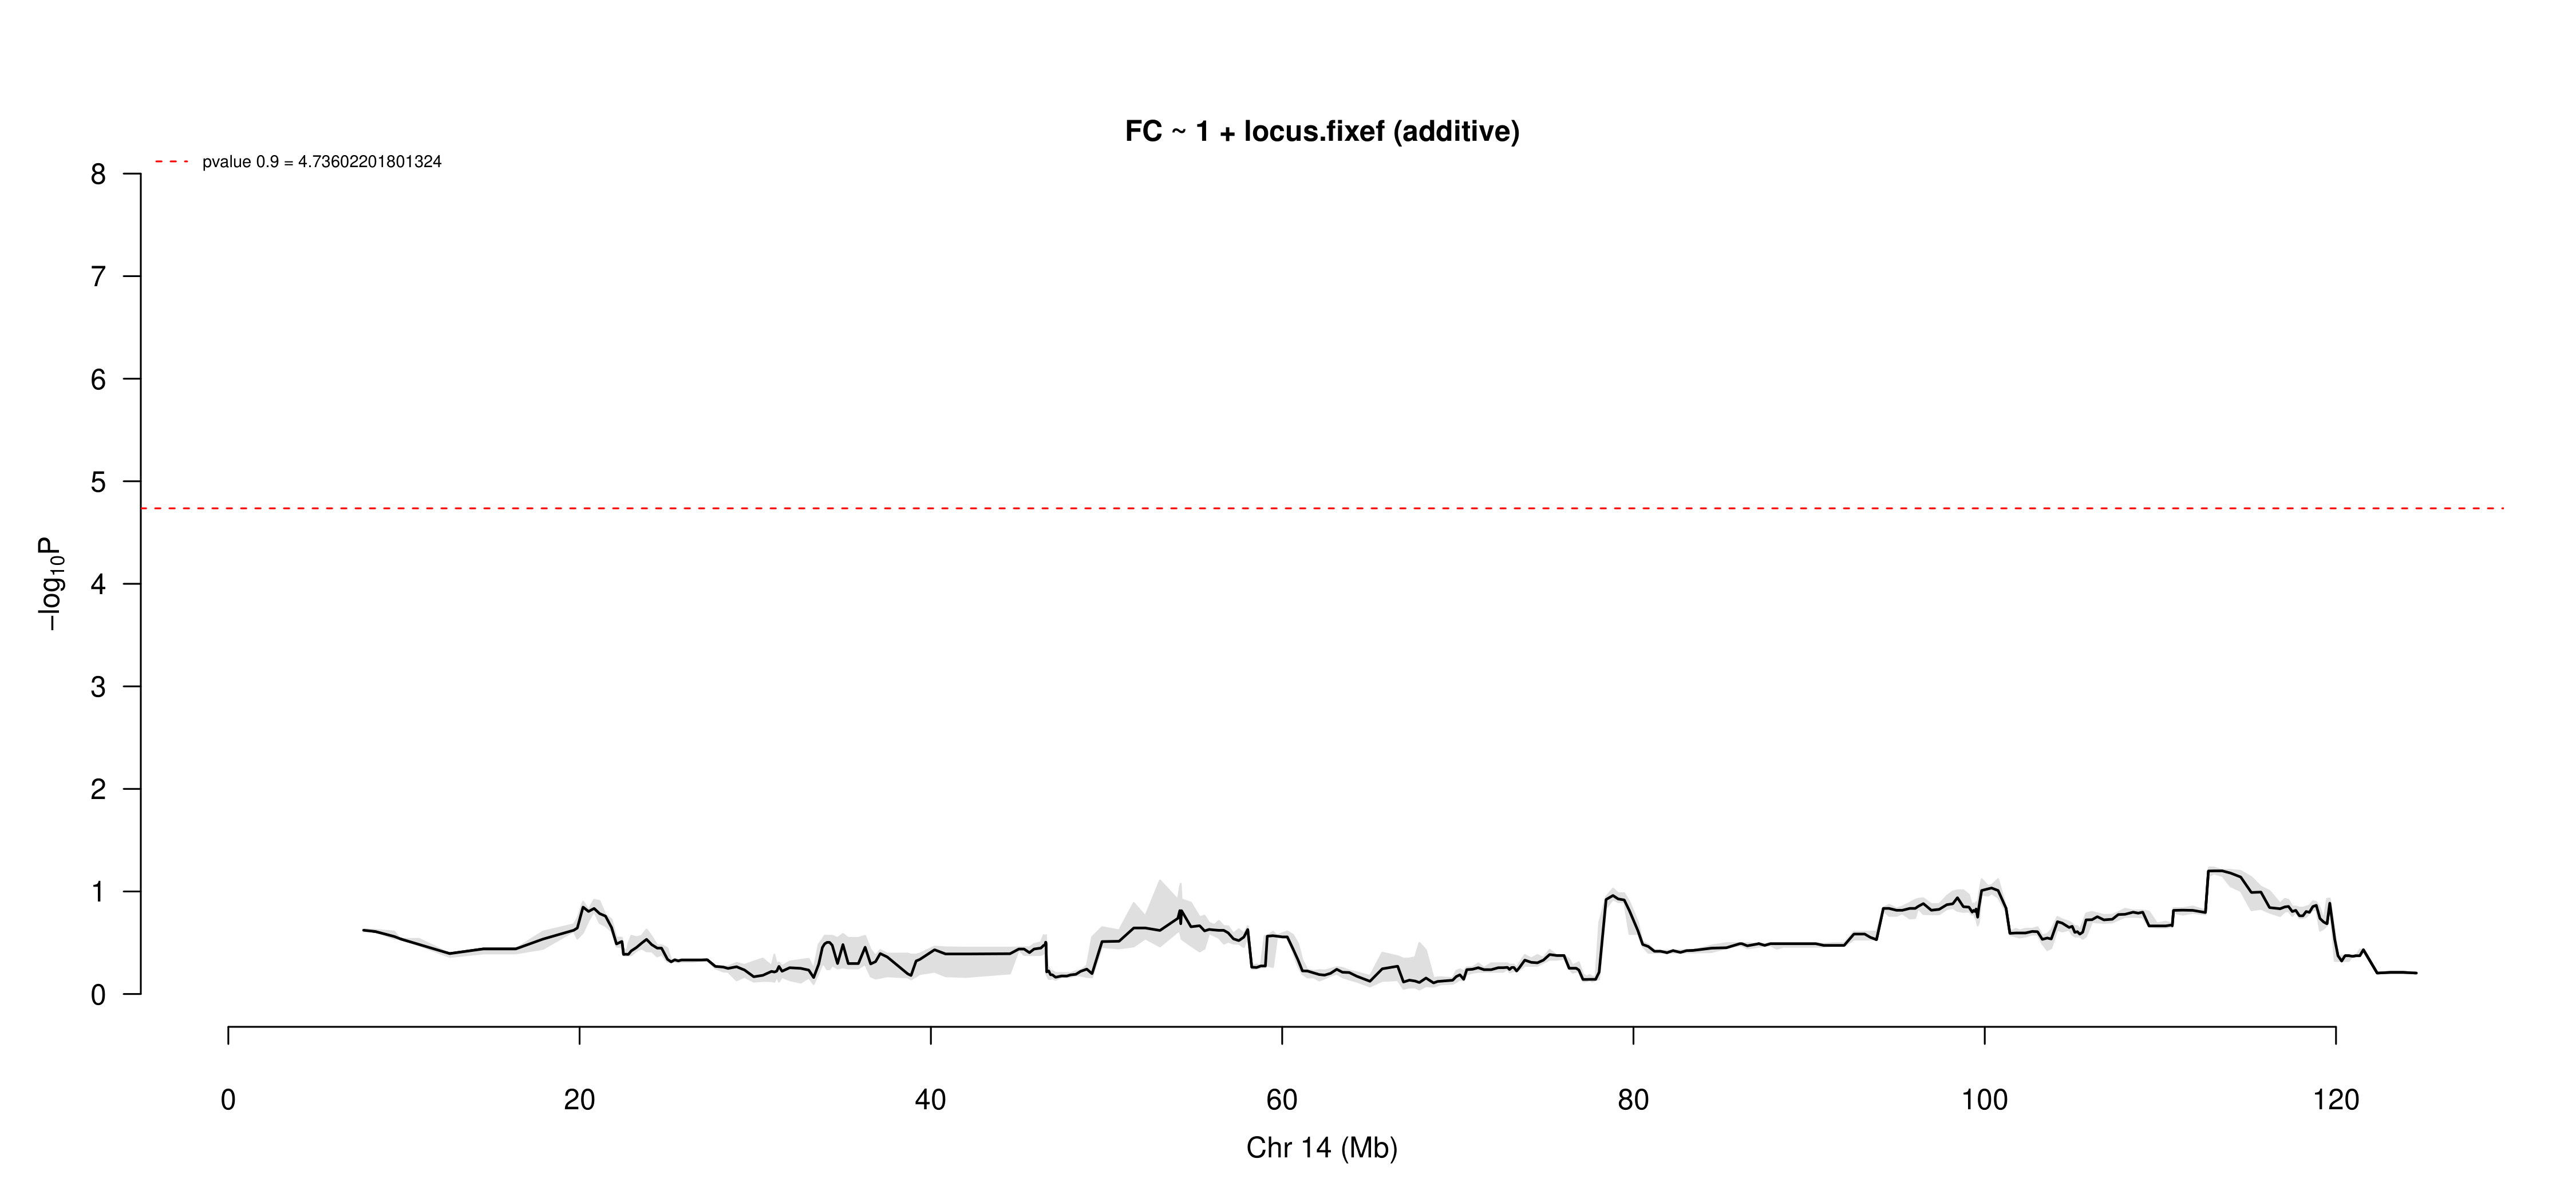 FC ~ 1 + locus.fixef (additive)
pvalue 0.9 = 4.73602201801324
8
7
6
5
4
3
2
1
0
−log₁₀P
0 20 40 60 80 100 120
Chr 14 (Mb)